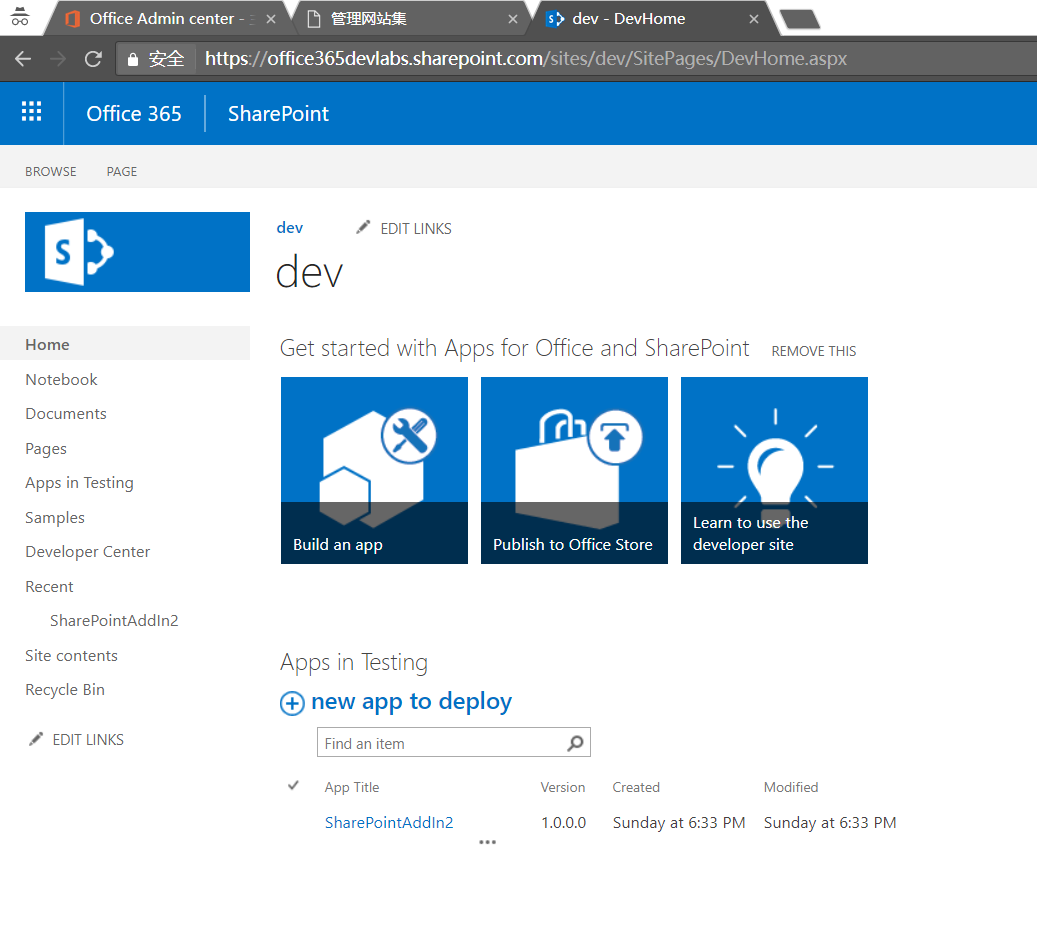 Office Admin center -
管理网站集
dev - DevHome
安全
https://office365devlabs.sharepoint.com/sites/dev/SitePages/DevHome.aspx
Office 365
SharePoint
BROWSE
PAGE
S
dev
EDIT LINKS
dev
Home
Notebook
Documents
Pages
Apps in Testing
Samples
Developer Center
Recent
SharePointAddIn2
Site contents
Recycle Bin
EDIT LINKS
Get started with Apps for Office and SharePoint
REMOVE THIS
Build an app
Publish to Office Store
Learn to use the
developer site
Apps in Testing
new app to deploy
Find an item
App Title Version Created Modified
SharePointAddIn2 1.0.0.0 Sunday at 6:33 PM Sunday at 6:33 PM